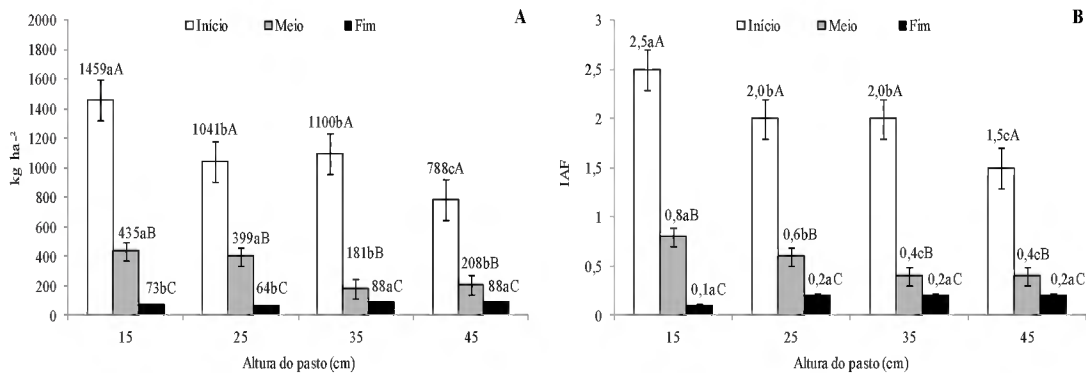 A
Início Meio Fim
kg ha⁻²
2000
1800
1600
1400
1200
1000
800
600
400
200
0
1459aA
435aB
73bC
1041bA
399aB
64bC
1100bA
181bB
88aC
788cA
208bB
88aC
15 25 35 45
Altura do pasto (cm)
B
Início Meio Fim
IAF
3
2,5
2
1,5
1
0,5
0
2,5aA
0,8aB
0,1aC
2,0bA
0,6bB
0,2aC
2,0bA
0,4cB
0,2aC
1,5cA
0,4cB
0,2aC
15 25 35 45
Altura do pasto (cm)